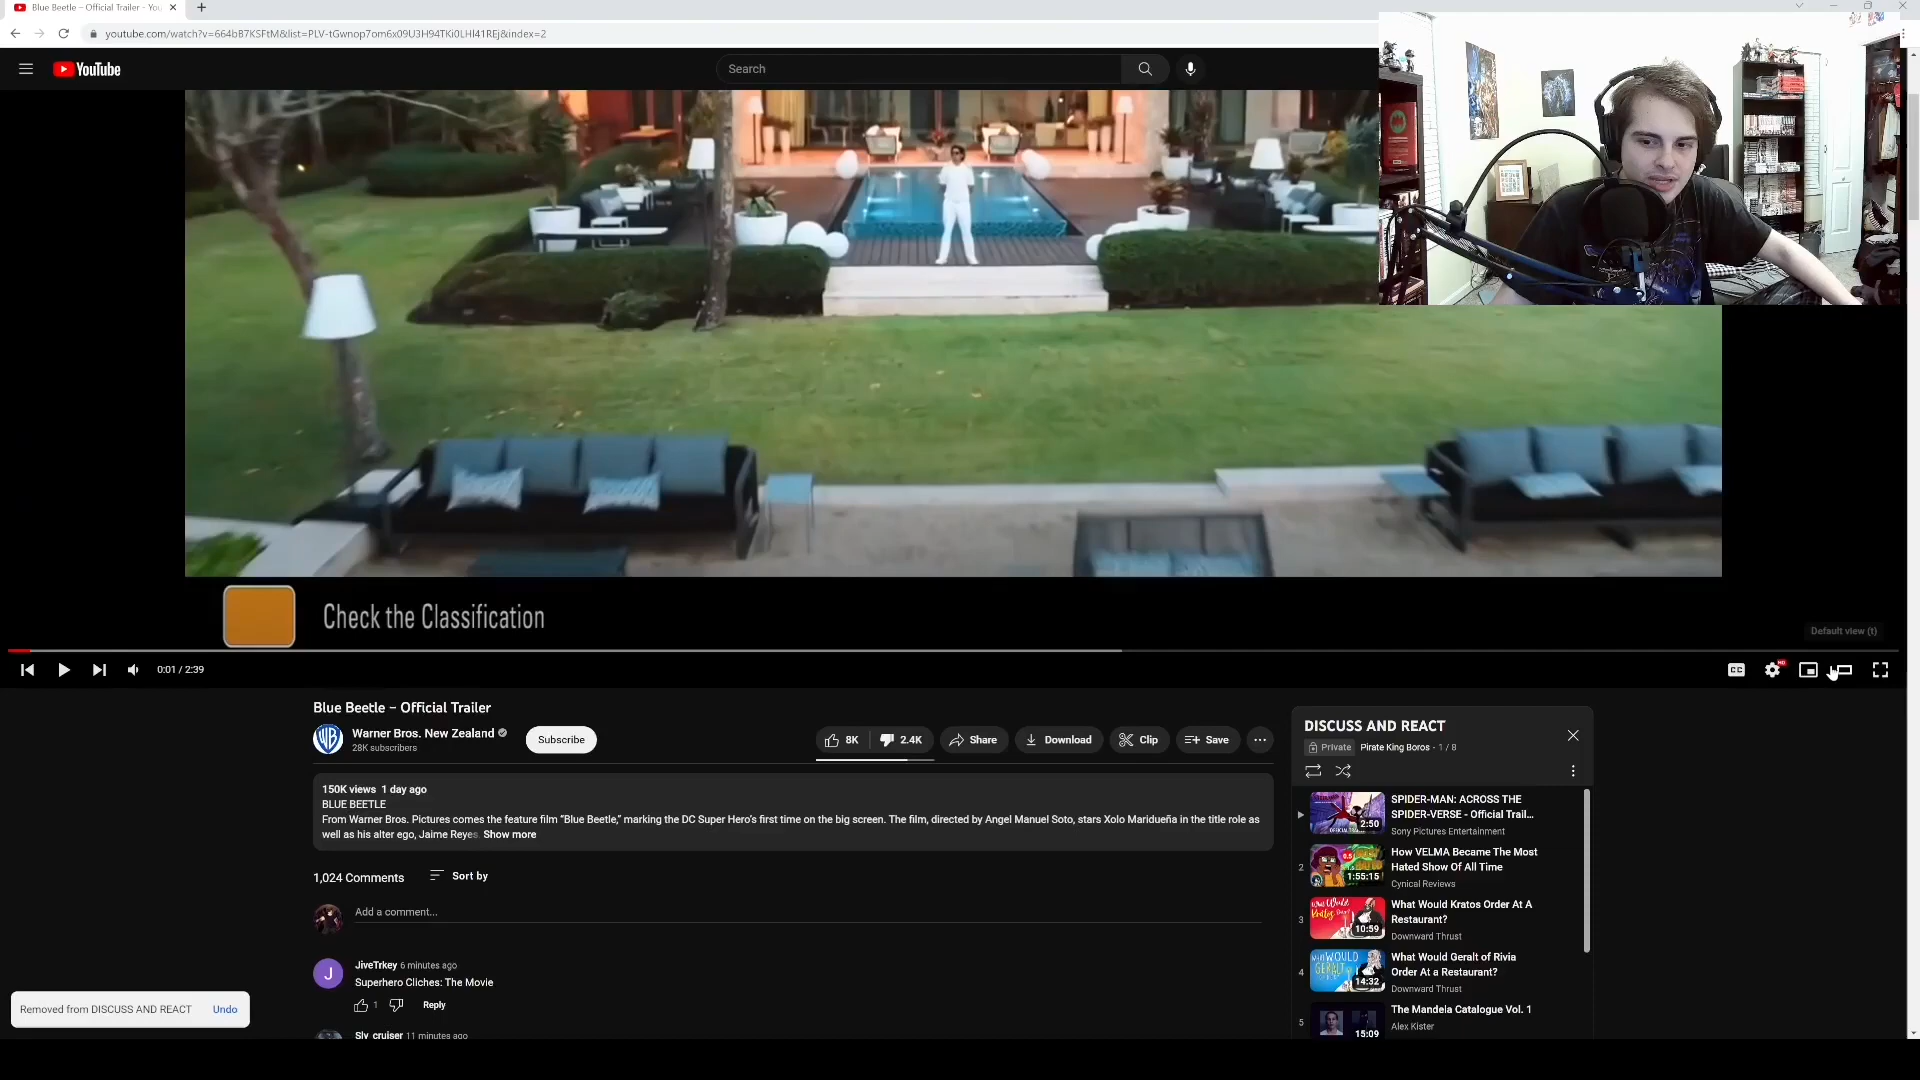 Blue Beetle – Official Trailer - You
youtube.com/watch?v=664bB7KSFtM&list=PLV-tGwnop7om6x09U3H94TKi0LHl41REj&index=2
YouTube
Search
Check the Classification
Default view (t)
0:01 / 2:39
CC
HD
Blue Beetle – Official Trailer
Warner Bros. New Zealand
28K subscribers
Subscribe
8K
2.4K
Share
Download
Clip
Save
150K views 1 day ago
BLUE BEETLE
From Warner Bros. Pictures comes the feature film “Blue Beetle,” marking the DC Super Hero’s first time on the big screen. The film, directed by Angel Manuel Soto, stars Xolo Maridueña in the title role as
well as his alter ego, Jaime Reyes. Show more
1,024 Comments
Sort by
Add a comment...
J
JiveTrkey 6 minutes ago
Superhero Cliches: The Movie
1
Reply
Sly_cruiser 11 minutes ago
Removed from DISCUSS AND REACT Undo
DISCUSS AND REACT
Private Pirate King Boros - 1 / 8
2:50
SPIDER-MAN: ACROSS THE
SPIDER-VERSE - Official Trail...
Sony Pictures Entertainment
2
1:55:15
How VELMA Became The Most
Hated Show Of All Time
Cynical Reviews
3
10:59
What Would Kratos Order At A
Restaurant?
Downward Thrust
4
14:32
What Would Geralt of Rivia
Order At a Restaurant?
Downward Thrust
5
15:09
The Mandela Catalogue Vol. 1
Alex Kister